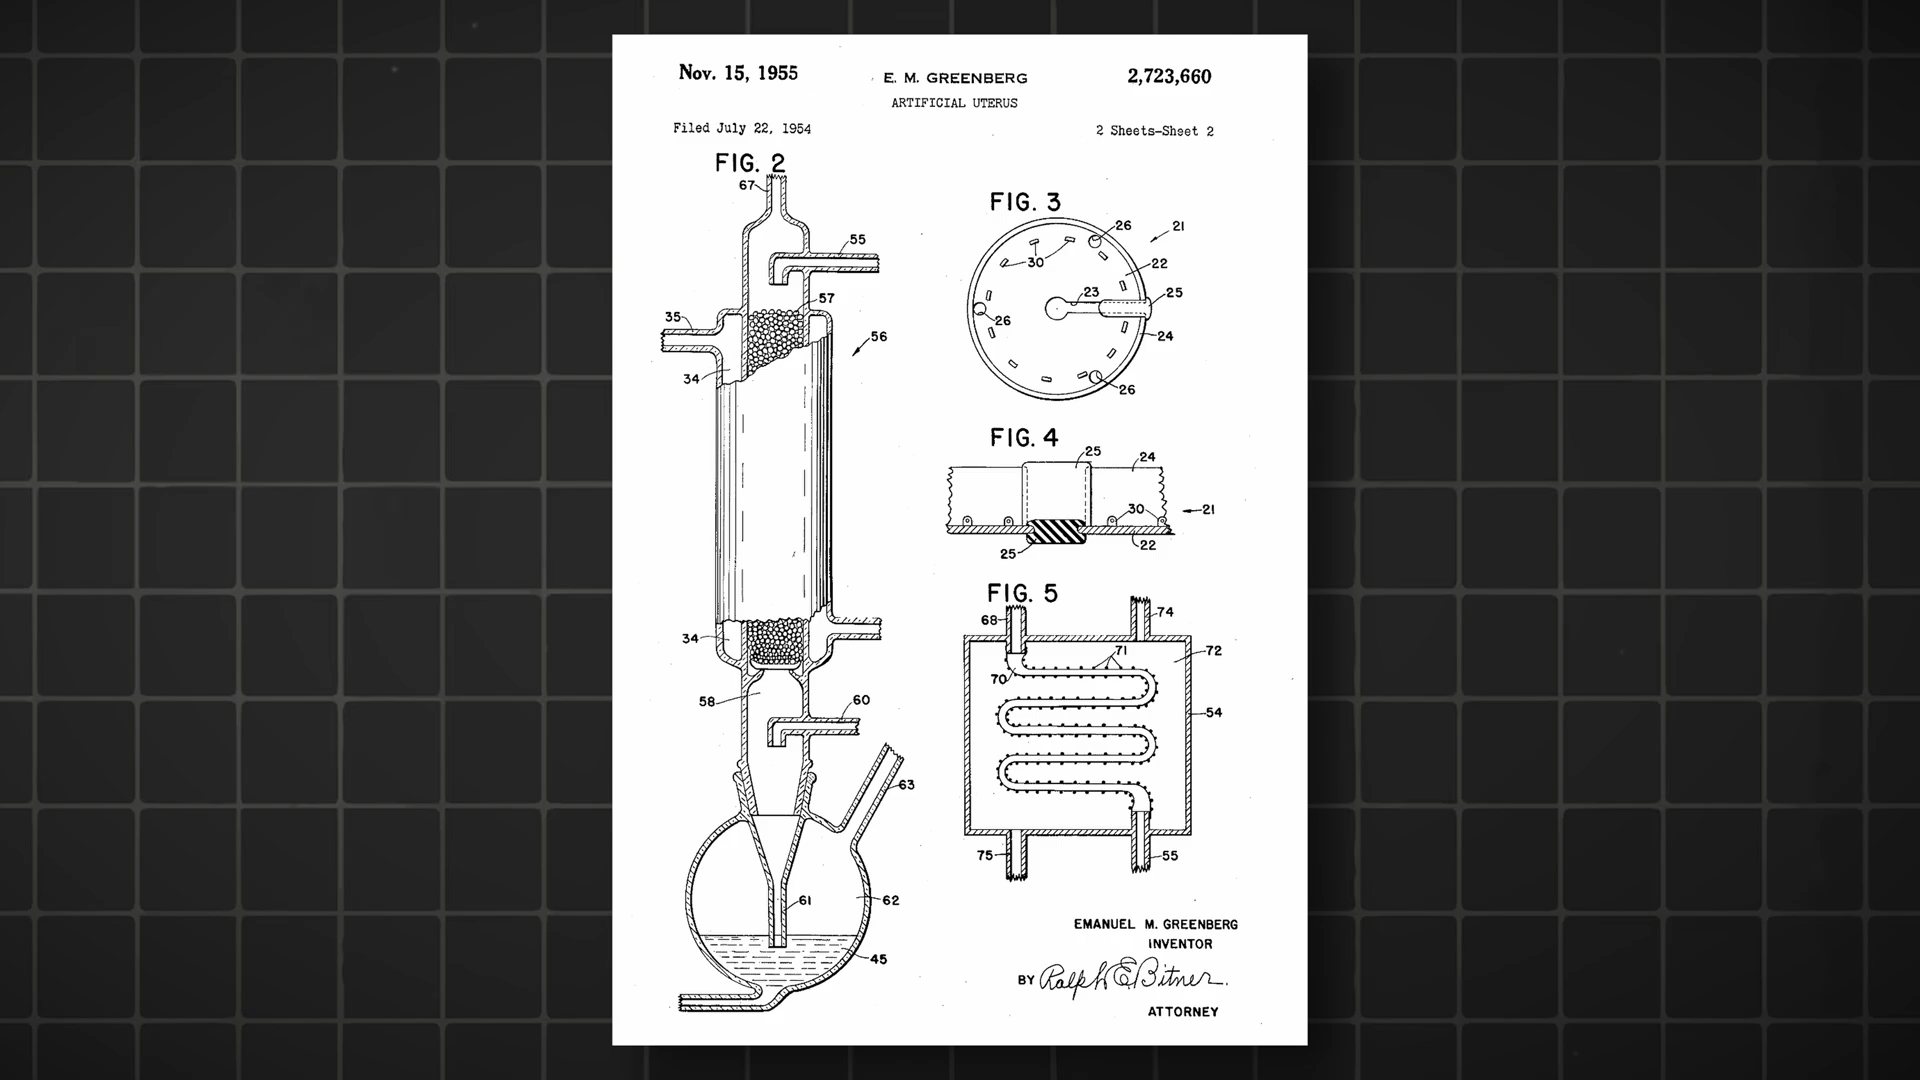 Nov. 15, 1955
E. M. GREENBERG
2,723,660
ARTIFICIAL UTERUS
Filed July 22, 1954
2 Sheets-Sheet 2
FIG. 2
67
55
57
35
56
34
34
58
60
63
61
62
45
FIG. 3
26
21
30
22
23
25
26
24
26
FIG. 4
25
24
30
21
25
22
FIG. 5
68
74
71
72
70
54
75
55
EMANUEL M. GREENBERG
INVENTOR
BY Ralph E Bitner
ATTORNEY